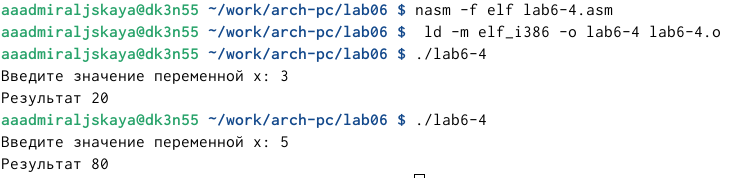 aaadmiraljskaya@dk3n55 ~/work/arch-pc/lab06 $ nasm -f elf lab6-4.asm
aaadmiraljskaya@dk3n55 ~/work/arch-pc/lab06 $  ld -m elf_i386 -o lab6-4 lab6-4.o
aaadmiraljskaya@dk3n55 ~/work/arch-pc/lab06 $ ./lab6-4
Введите значение переменной х: 3
Результат 20
aaadmiraljskaya@dk3n55 ~/work/arch-pc/lab06 $ ./lab6-4
Введите значение переменной х: 5
Результат 80